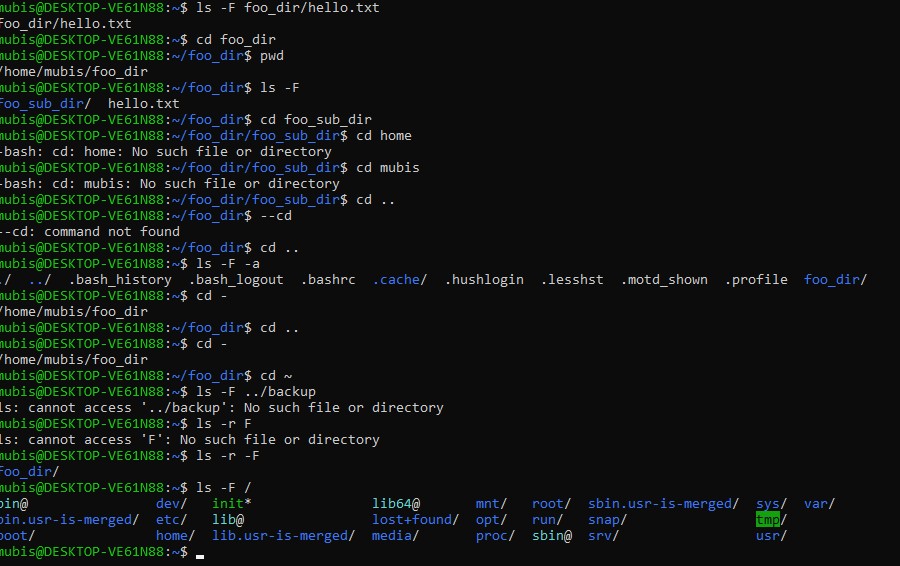 mubis@DESKTOP-VE61N88:~$ ls -F foo_dir/hello.txt
foo_dir/hello.txt
mubis@DESKTOP-VE61N88:~$ cd foo_dir
mubis@DESKTOP-VE61N88:~/foo_dir$ pwd
/home/mubis/foo_dir
mubis@DESKTOP-VE61N88:~/foo_dir$ ls -F
foo_sub_dir/  hello.txt
mubis@DESKTOP-VE61N88:~/foo_dir$ cd foo_sub_dir
mubis@DESKTOP-VE61N88:~/foo_dir/foo_sub_dir$ cd home
-bash: cd: home: No such file or directory
mubis@DESKTOP-VE61N88:~/foo_dir/foo_sub_dir$ cd mubis
-bash: cd: mubis: No such file or directory
mubis@DESKTOP-VE61N88:~/foo_dir/foo_sub_dir$ cd ..
mubis@DESKTOP-VE61N88:~/foo_dir$ --cd
--cd: command not found
mubis@DESKTOP-VE61N88:~/foo_dir$ cd ..
mubis@DESKTOP-VE61N88:~$ ls -F -a
./  ../  .bash_history  .bash_logout  .bashrc  .cache/  .hushlogin  .lesshst  .motd_shown  .profile  foo_dir/
mubis@DESKTOP-VE61N88:~$ cd -
/home/mubis/foo_dir
mubis@DESKTOP-VE61N88:~/foo_dir$ cd ..
mubis@DESKTOP-VE61N88:~$ cd -
/home/mubis/foo_dir
mubis@DESKTOP-VE61N88:~/foo_dir$ cd ~
mubis@DESKTOP-VE61N88:~$ ls -F ../backup
ls: cannot access '../backup': No such file or directory
mubis@DESKTOP-VE61N88:~$ ls -r F
ls: cannot access 'F': No such file or directory
mubis@DESKTOP-VE61N88:~$ ls -r -F
foo_dir/
mubis@DESKTOP-VE61N88:~$ ls -F /
bin@                dev/   init*               lib64@       mnt/   root/  sbin.usr-is-merged/  sys/  var/
bin.usr-is-merged/  etc/   lib@                lost+found/  opt/   run/   snap/                tmp/
boot/               home/  lib.usr-is-merged/  media/       proc/  sbin@  srv/                 usr/
mubis@DESKTOP-VE61N88:~$